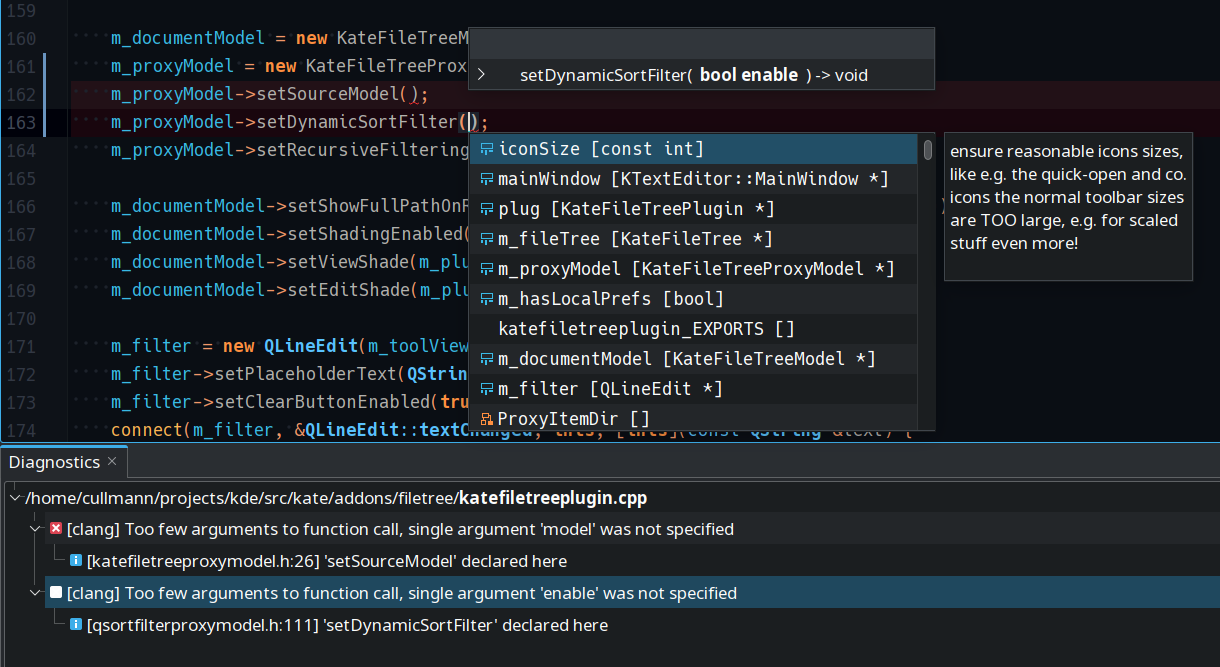 159
160 m_documentModel = new KateFileTreeM
161 m_proxyModel = new KateFileTreeProx
162 m_proxyModel->setSourceModel();
163 m_proxyModel->setDynamicSortFilter();
164 m_proxyModel->setRecursiveFiltering
165
166 m_documentModel->setShowFullPathOn
167 m_documentModel->setShadingEnabled(
168 m_documentModel->setViewShade(m_plu
169 m_documentModel->setEditShade(m_plu
170
171 m_filter = new QLineEdit(m_toolView
172 m_filter->setPlaceholderText(QStrin
173 m_filter->setClearButtonEnabled(tru
174 connect(m_filter, &QLineEdit::textChanged, this, [this](const QString &text) {
setDynamicSortFilter( bool enable ) -> void
iconSize [const int]
mainWindow [KTextEditor::MainWindow *]
plug [KateFileTreePlugin *]
m_fileTree [KateFileTree *]
m_proxyModel [KateFileTreeProxyModel *]
m_hasLocalPrefs [bool]
katefiletreeplugin_EXPORTS []
m_documentModel [KateFileTreeModel *]
m_filter [QLineEdit *]
ProxyItemDir []
ensure reasonable icons sizes,
like e.g. the quick-open and co.
icons the normal toolbar sizes
are TOO large, e.g. for scaled
stuff even more!
Diagnostics
/home/cullmann/projects/kde/src/kate/addons/filetree/katefiletreeplugin.cpp
[clang] Too few arguments to function call, single argument 'model' was not specified
[katefiletreeproxymodel.h:26] 'setSourceModel' declared here
[clang] Too few arguments to function call, single argument 'enable' was not specified
[qsortfilterproxymodel.h:111] 'setDynamicSortFilter' declared here